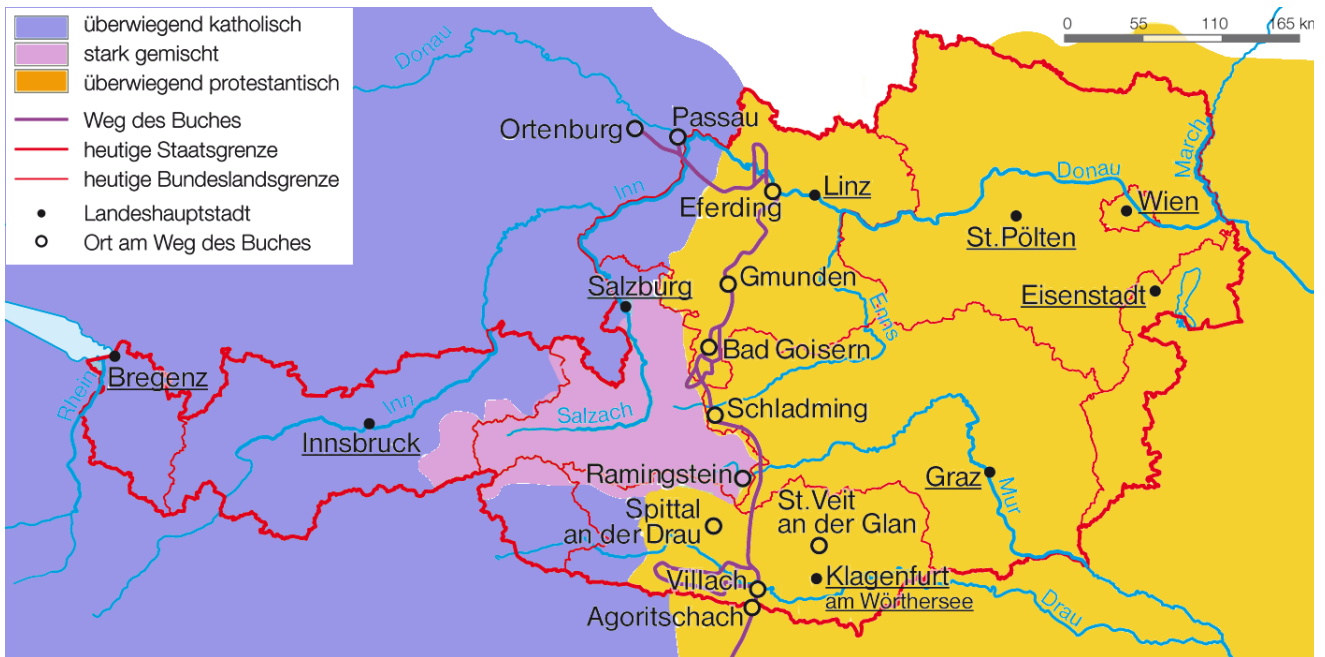 überwiegend katholisch
stark gemischt
überwiegend protestantisch
Weg des Buches
heutige Staatsgrenze
heutige Bundeslandsgrenze
Landeshauptstadt
Ort am Weg des Buches
0 55 110 165 km
Donau
Ortenburg
Passau
Inn
Eferding
Linz
Donau
March
Wien
St.Pölten
Salzburg
Gmunden
Enns
Eisenstadt
Bad Goisern
Bregenz
Rhein
Inn
Innsbruck
Salzach
Schladming
Ramingstein
Graz
Mur
Spittal
an der Drau
St.Veit
an der Glan
Villach
Klagenfurt
am Wörthersee
Agoritschach
Drau